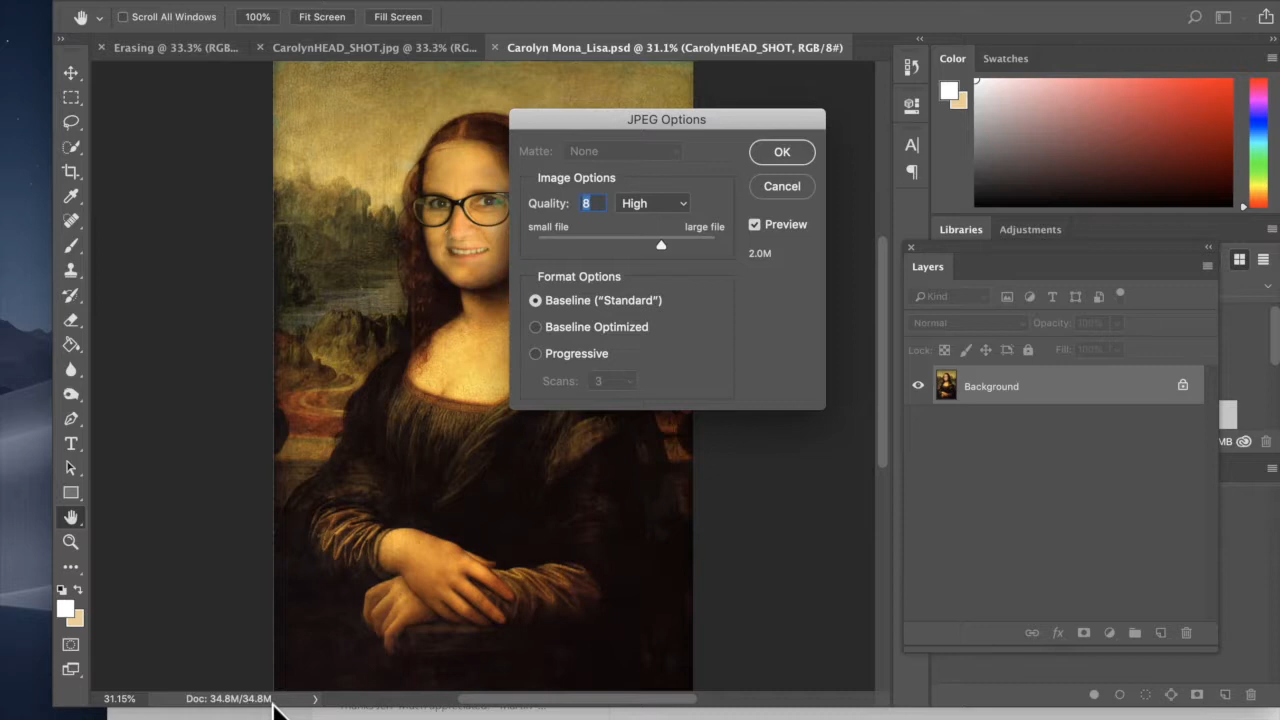 Scroll All Windows 100% Fit Screen Fill Screen
Erasing @ 33.3% (RGB... CarolynHEAD_SHOT.jpg @ 33.3% (RG... Carolyn Mona_Lisa.psd @ 31.1% (CarolynHEAD_SHOT, RGB/8#)
Color Swatches
JPEG Options
Matte: None OK
Image Options
Cancel
Quality: 8 High
Preview
small file large file
2.0M
Format Options
Baseline (“Standard”)
Baseline Optimized
Progressive
Scans: 3
Libraries Adjustments
Layers
Kind
Normal Opacity: 100%
Lock: Fill: 100%
Background
MB
31.15% Doc: 34.8M/34.8M